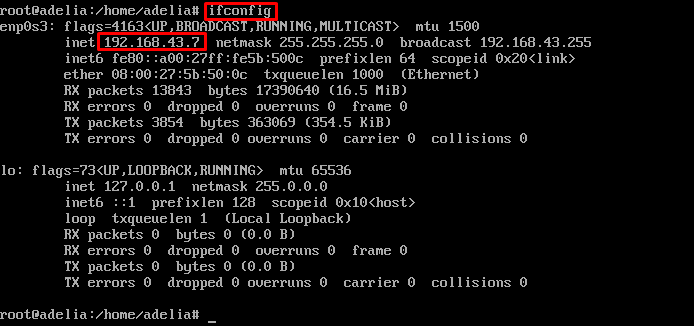 root@adelia:/home/adelia# ifconfig
enp0s3: flags=4163<UP,BROADCAST,RUNNING,MULTICAST>  mtu 1500
        inet 192.168.43.7  netmask 255.255.255.0  broadcast 192.168.43.255
        inet6 fe80::a00:27ff:fe5b:500c  prefixlen 64  scopeid 0x20<link>
        ether 08:00:27:5b:50:0c  txqueuelen 1000  (Ethernet)
        RX packets 13843  bytes 17390640 (16.5 MiB)
        RX errors 0  dropped 0  overruns 0  frame 0
        TX packets 3854  bytes 363069 (354.5 KiB)
        TX errors 0  dropped 0 overruns 0  carrier 0  collisions 0

lo: flags=73<UP,LOOPBACK,RUNNING>  mtu 65536
        inet 127.0.0.1  netmask 255.0.0.0
        inet6 ::1  prefixlen 128  scopeid 0x10<host>
        loop  txqueuelen 1  (Local Loopback)
        RX packets 0  bytes 0 (0.0 B)
        RX errors 0  dropped 0  overruns 0  frame 0
        TX packets 0  bytes 0 (0.0 B)
        TX errors 0  dropped 0 overruns 0  carrier 0  collisions 0

root@adelia:/home/adelia# _